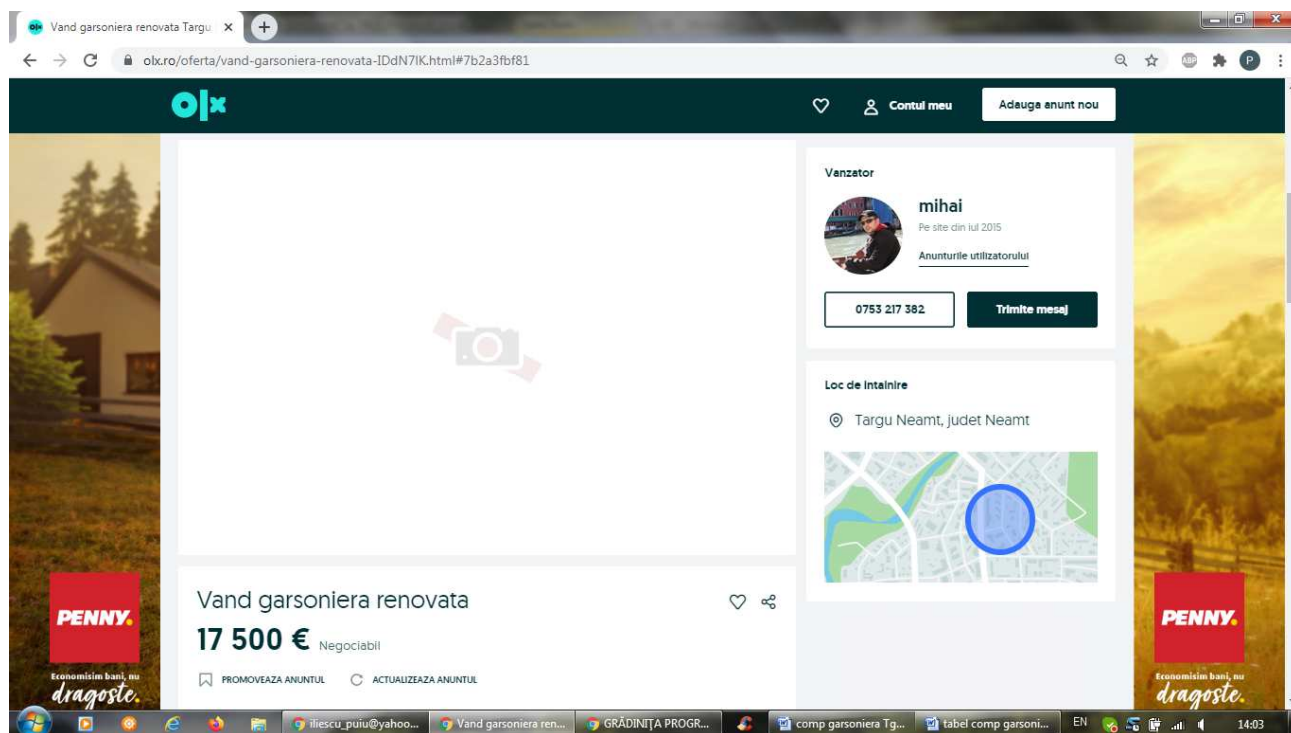 Vand garsoniera renovata Targu
olx.ro/oferta/vand-garsoniera-renovata-IDdN7lK.html#7b2a3fbf81
ABP
P
olx
Contul meu
Adauga anunt nou
Vanzator
mihai
Pe site din iul 2015
Anunturile utilizatorului
0753 217 382
Trimite mesaj
Loc de intalnire
Targu Neamt, judet Neamt
Vand garsoniera renovata
17 500 € Negociabil
PROMOVEAZA ANUNTUL
ACTUALIZEAZA ANUNTUL
PENNY.
Economisim bani, nu
dragoste.
PENNY.
Economisim bani, nu
dragoste.
iliescu_puiu@yahoo...
Vand garsoniera ren...
GRĂDINIȚA PROGR...
comp garsoniera Tg...
tabel comp garsoni...
EN
14:03